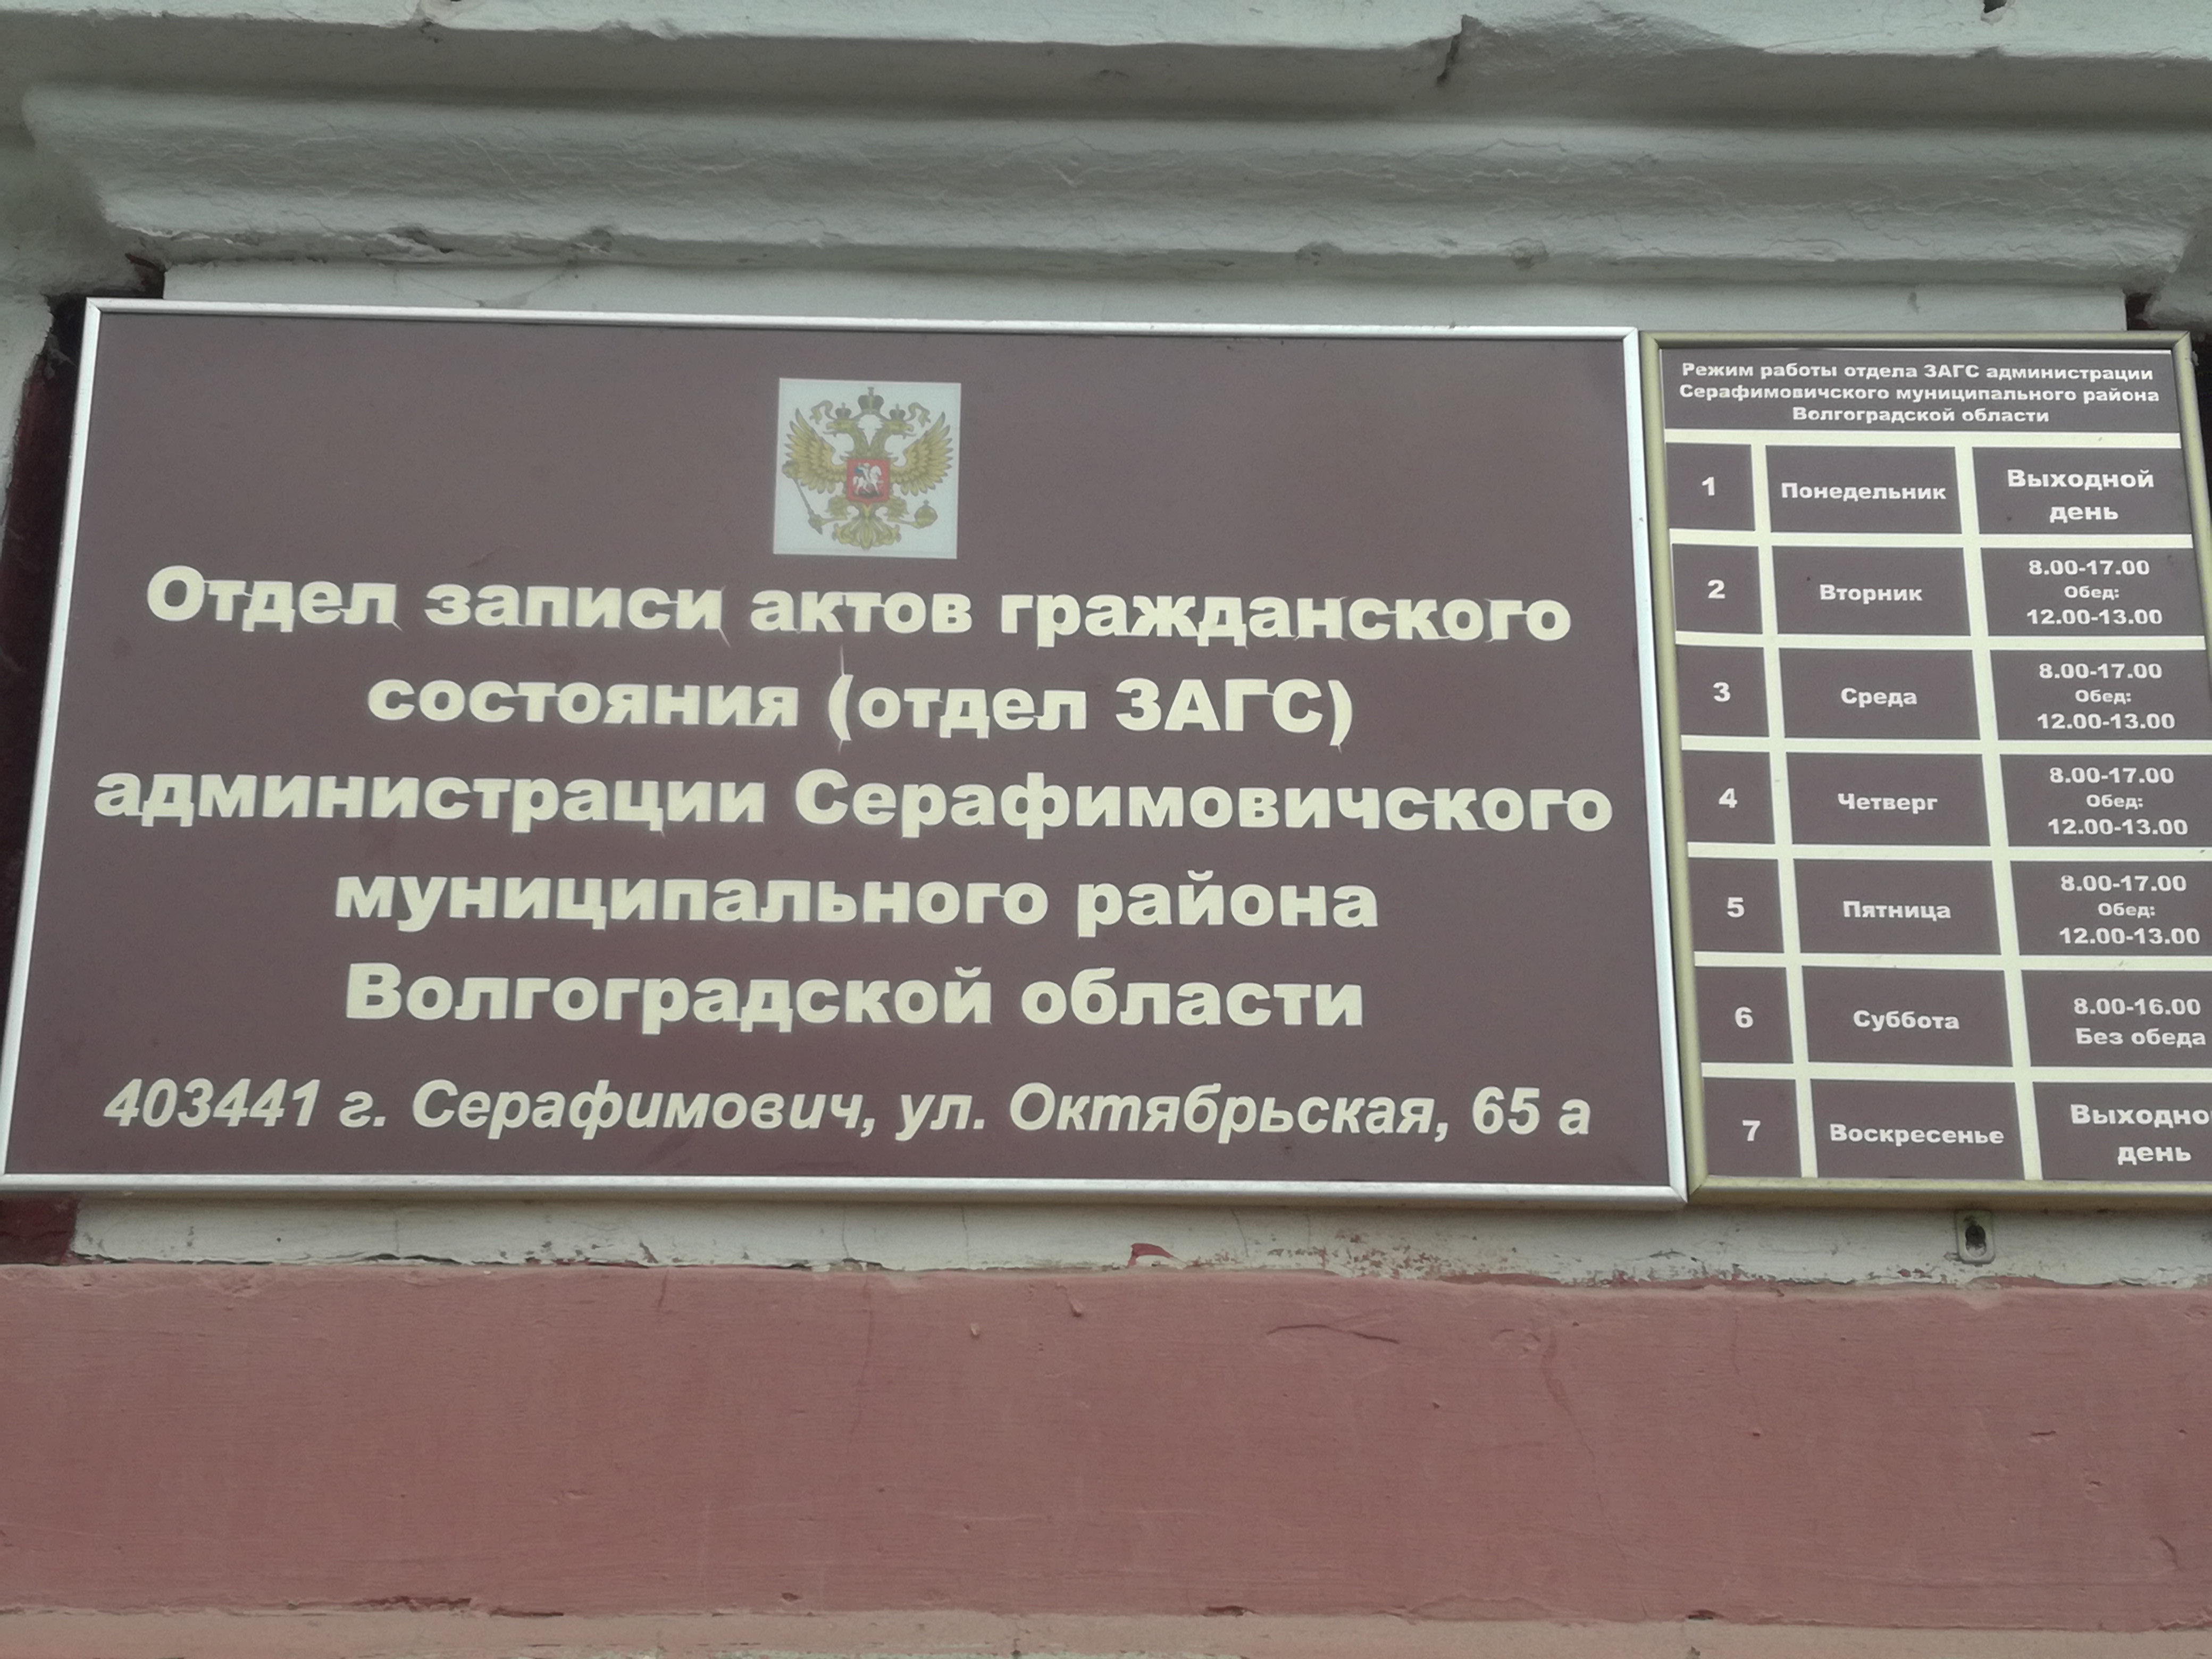 Отдел записи актов гражданского
состояния (отдел ЗАГС)
администрации Серафимовичского
муниципального района
Волгоградской области
403441 г. Серафимович, ул. Октябрьская, 65 а
Режим работы отдела ЗАГС администрации
Серафимовичского муниципального района
Волгоградской области
1 Понедельник Выходной
день
2 Вторник 8.00-17.00
Обед:
12.00-13.00
3 Среда 8.00-17.00
Обед:
12.00-13.00
4 Четверг 8.00-17.00
Обед:
12.00-13.00
5 Пятница 8.00-17.00
Обед:
12.00-13.00
6 Суббота 8.00-16.00
Без обеда
7 Воскресенье Выходно
день